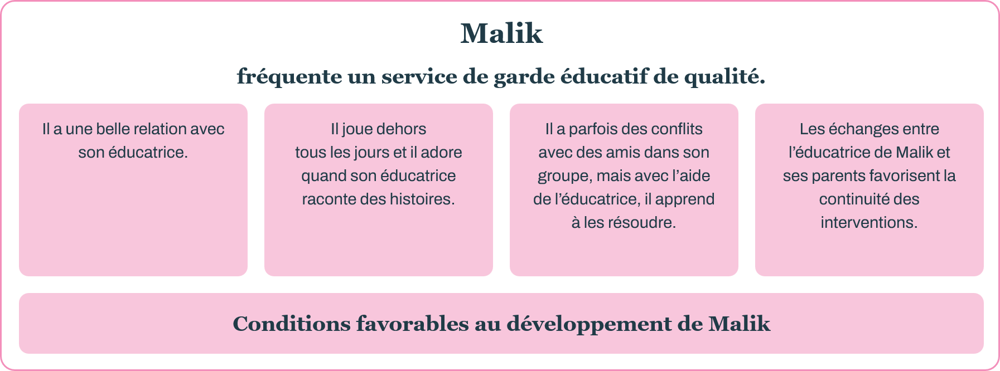 Malik
fréquente un service de garde éducatif de qualité.
Il a une belle relation avec
son éducatrice.
Il joue dehors
tous les jours et il adore
quand son éducatrice
raconte des histoires.
Il a parfois des conflits
avec des amis dans son
groupe, mais avec l’aide
de l’éducatrice, il apprend
à les résoudre.
Les échanges entre
l’éducatrice de Malik et
ses parents favorisent la
continuité des
interventions.
Conditions favorables au développement de Malik